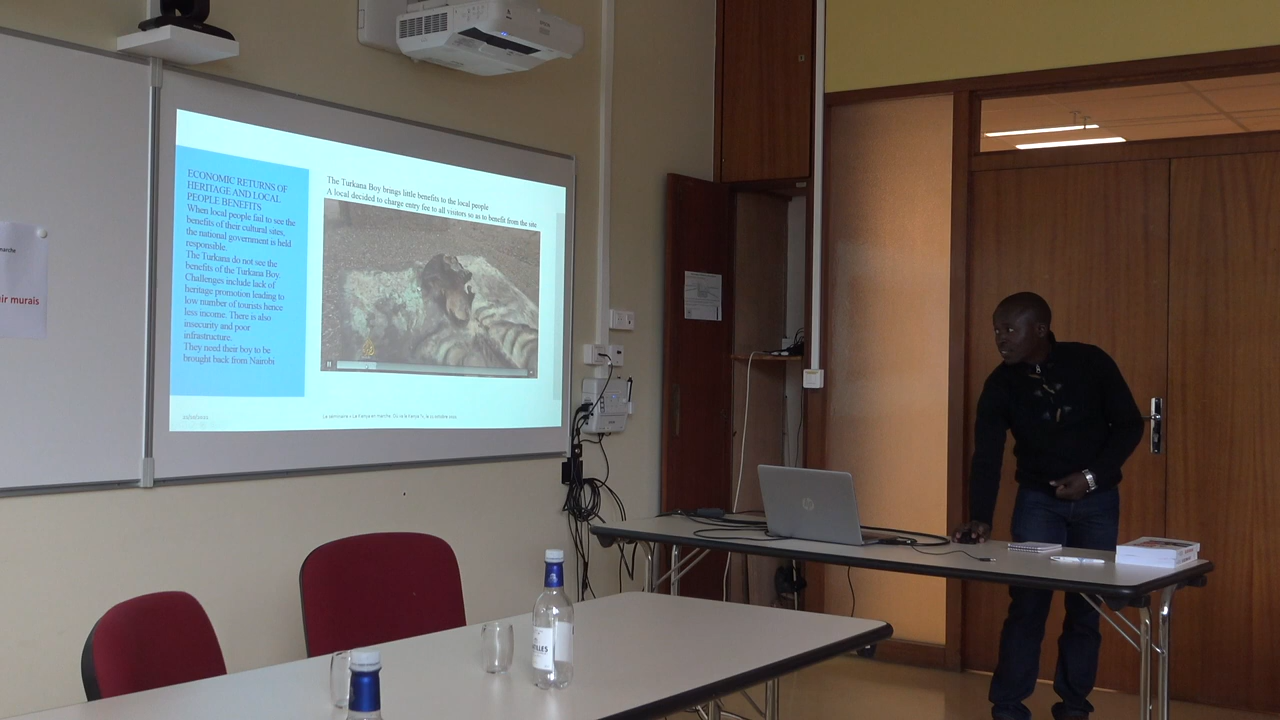 marche
ir murais
ECONOMIC RETURNS OF
HERITAGE AND LOCAL
PEOPLE BENEFITS
When local people fail to see the
benefits of their cultural sites,
the national government is held
responsible.
The Turkana do not see the
benefits of the Turkana Boy.
Challenges include lack of
heritage promotion leading to
low number of tourists hence
less income. There is also
insecurity and poor
infrastructure.
They need their boy to be
brought back from Nairobi
The Turkana Boy brings little benefits to the local people
A local decided to charge entry fee to all visitors so as to benefit from the site
hp